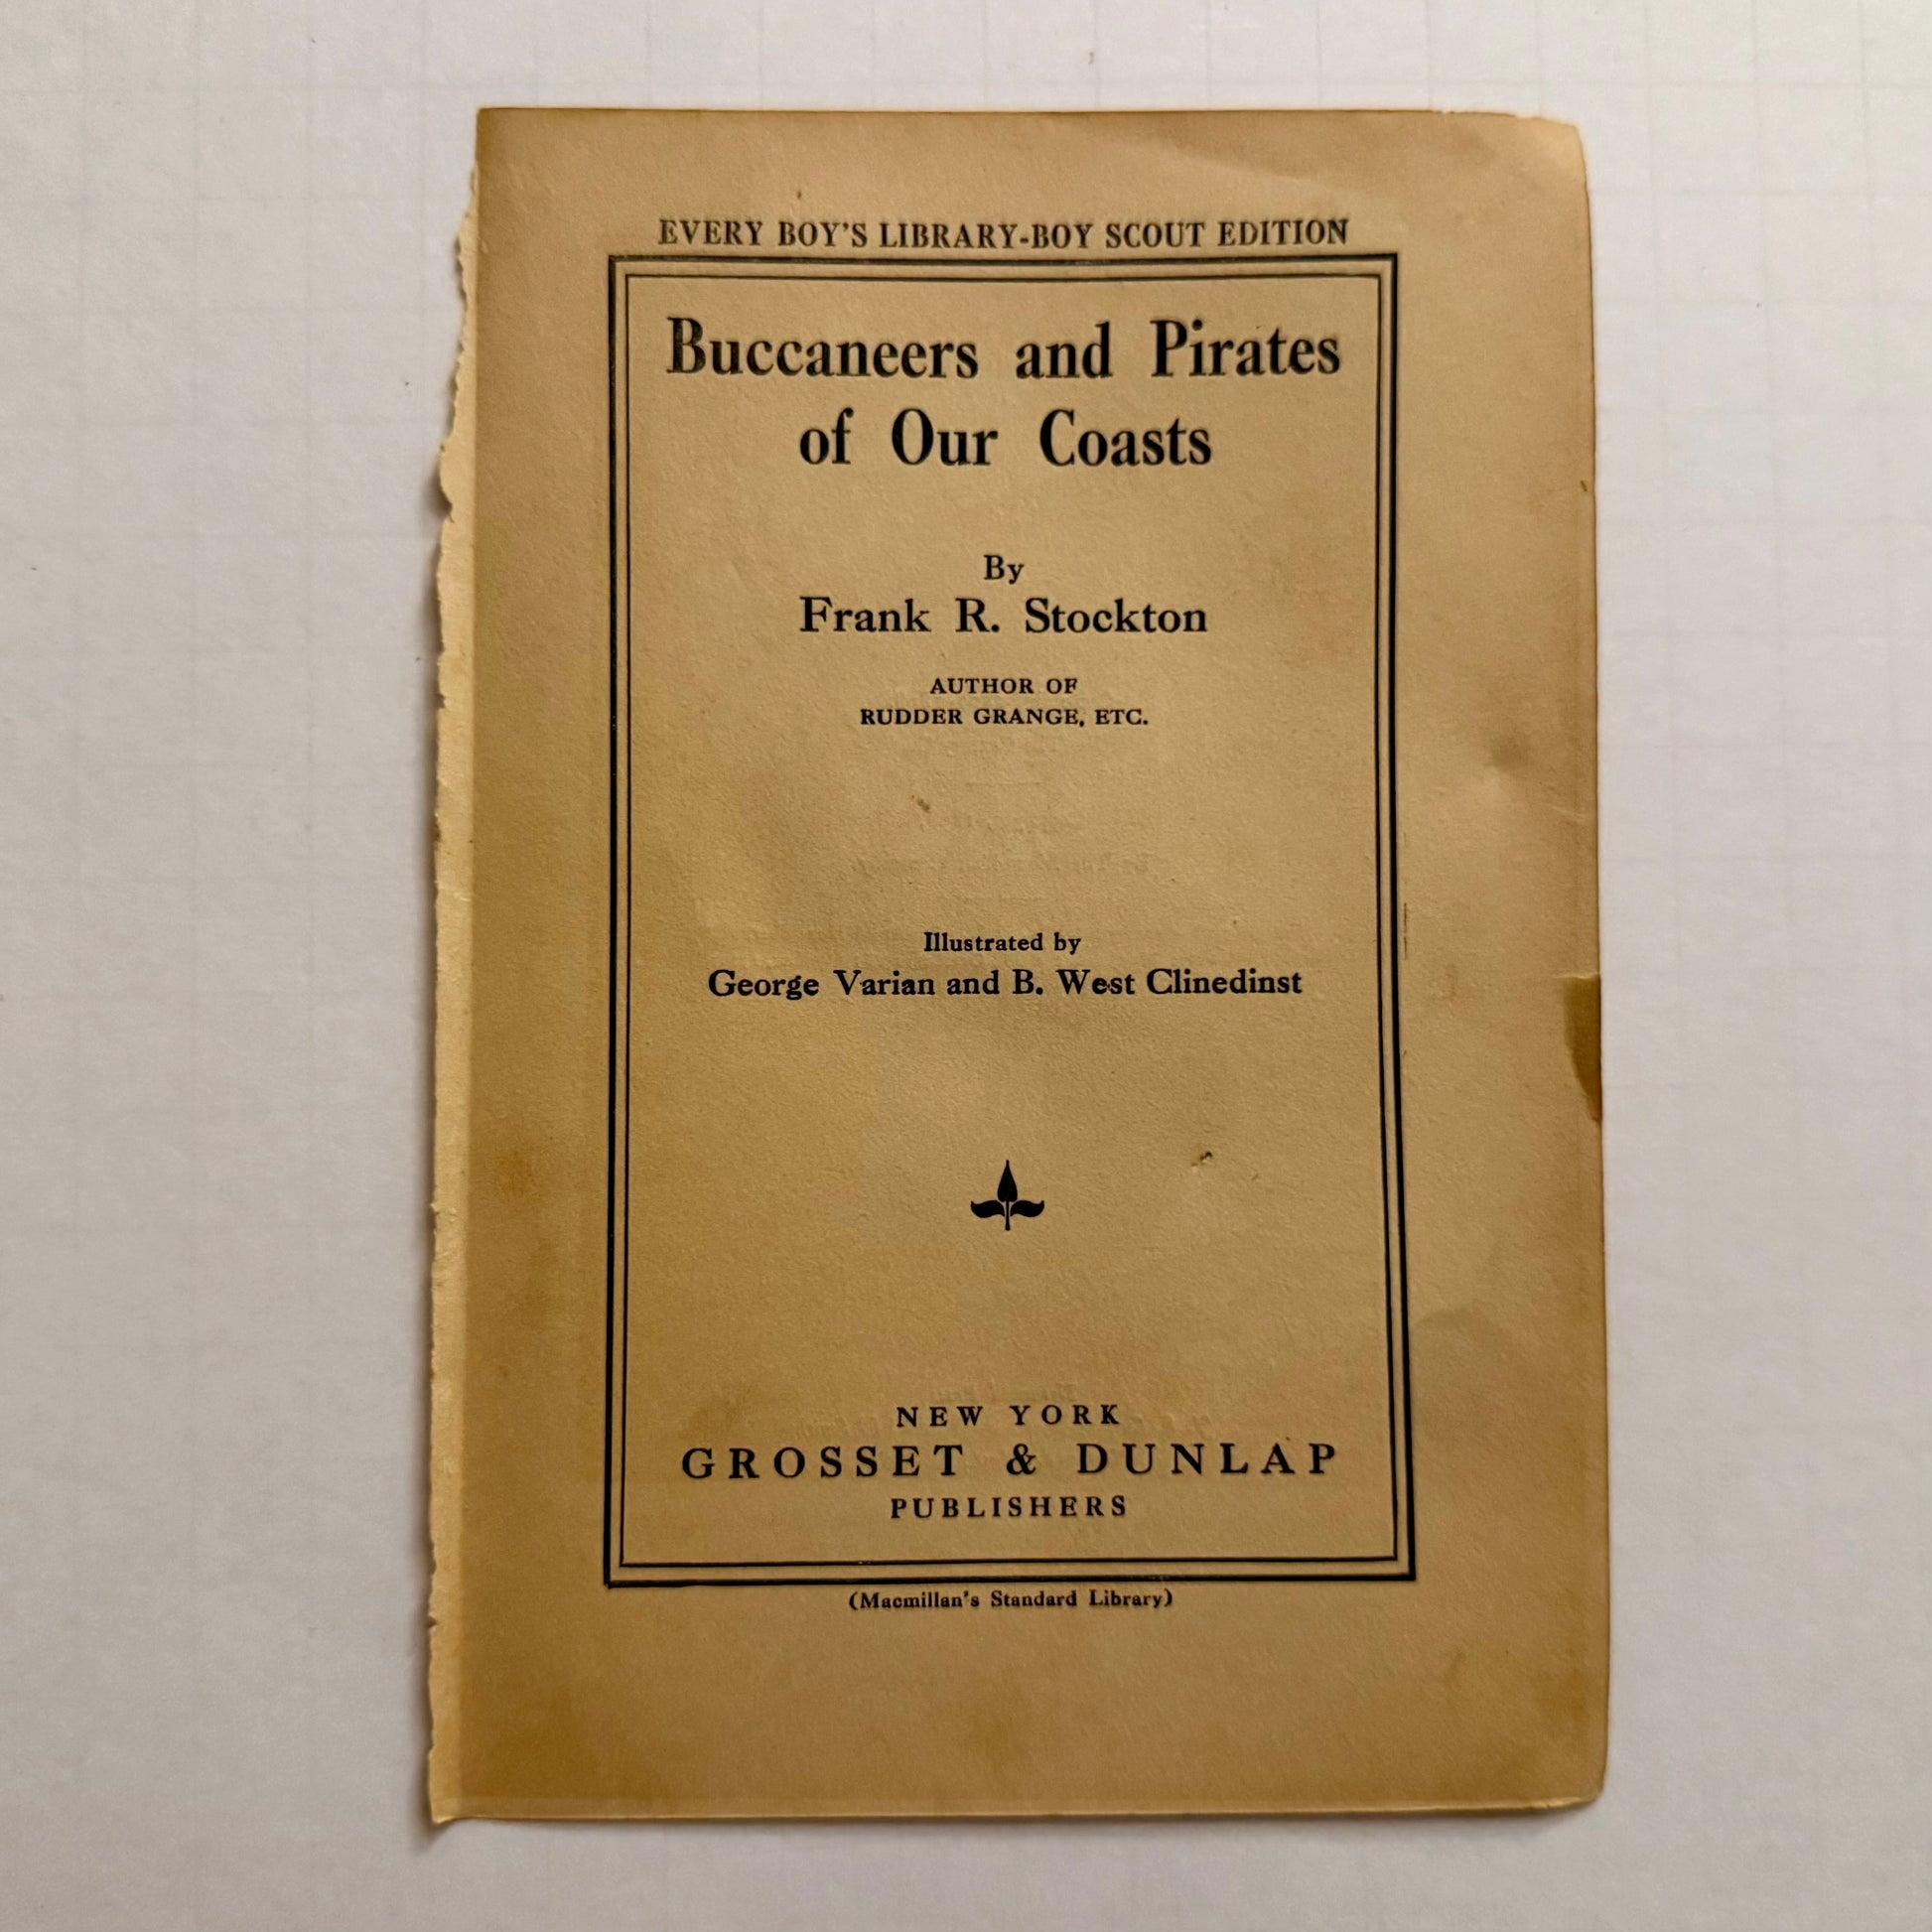 EVERY BOY'S LIBRARY-BOY SCOUT EDITION
Buccaneers and Pirates
of Our Coasts
By
Frank R. Stockton
AUTHOR OF
RUDDER GRANGE, ETC.
Illustrated by
George Varian and B. West Clinedinst
NEW YORK
GROSSET & DUNLAP
PUBLISHERS
(Macmillan's Standard Library)